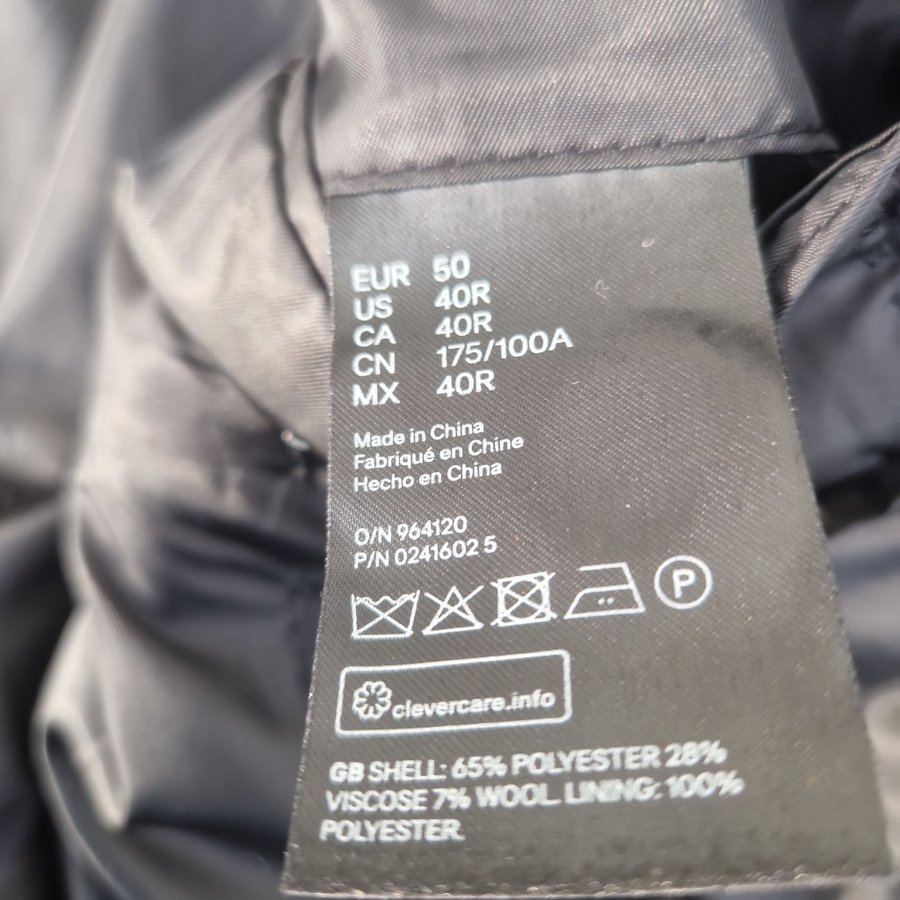 EUR 50
US 40R
CA 40R
CN 175/100A
MX 40R
Made in China
Fabriqué en Chine
Hecho en China
O/N 964120
P/N 0241602 5
P
clevercare.info
GB SHELL: 65% POLYESTER 28%
VISCOSE 7% WOOL. LINING: 100%
POLYESTER.